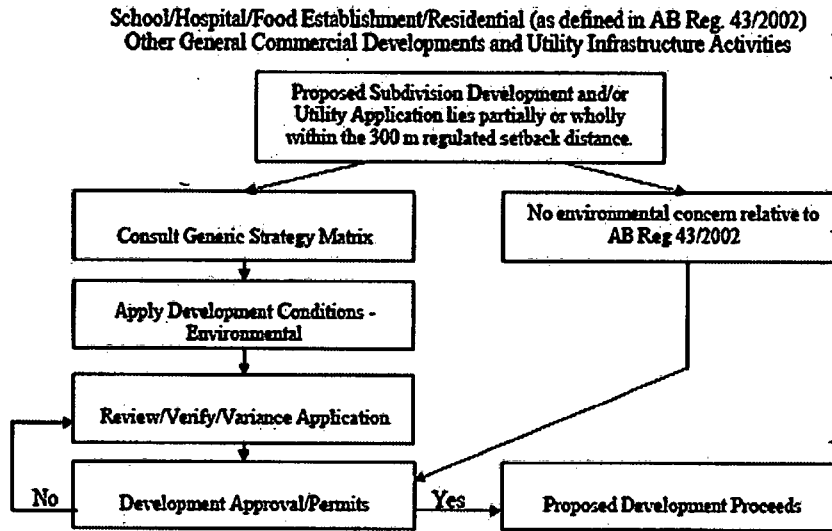 School/Hospital/Food Establishment/Residential (as defined in AB Reg. 43/2002)
Other General Commercial Developments and Utility Infrastructure Activities
Proposed Subdivision Development and/or
Utility Application lies partially or wholly
within the 300 m regulated setback distance.
Consult Generic Strategy Matrix
No environmental concern relative to
AB Reg 43/2002
Apply Development Conditions -
Environmental
Review/Verify/Variance Application
No
Development Approval/Permits
Yes
Proposed Development Proceeds